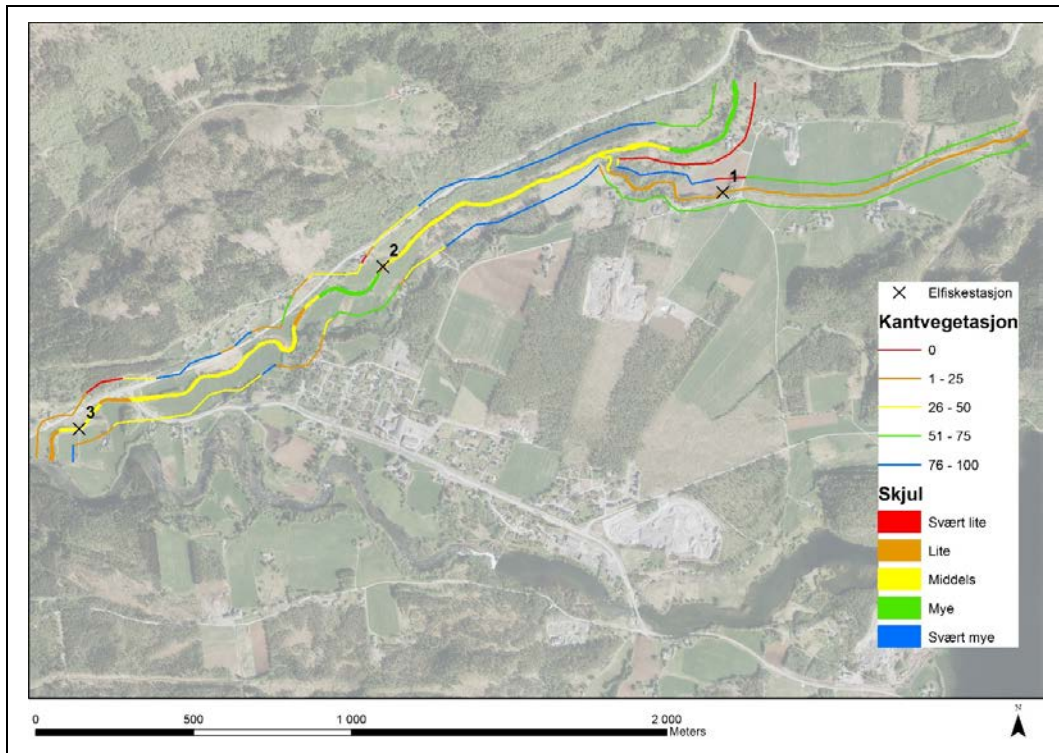 1
2
3
Elfiskestasjon
Kantvegetasjon
0
1 - 25
26 - 50
51 - 75
76 - 100
Skjul
Svært lite
Lite
Middels
Mye
Svært mye
0 500 1 000 2 000
Meters
N